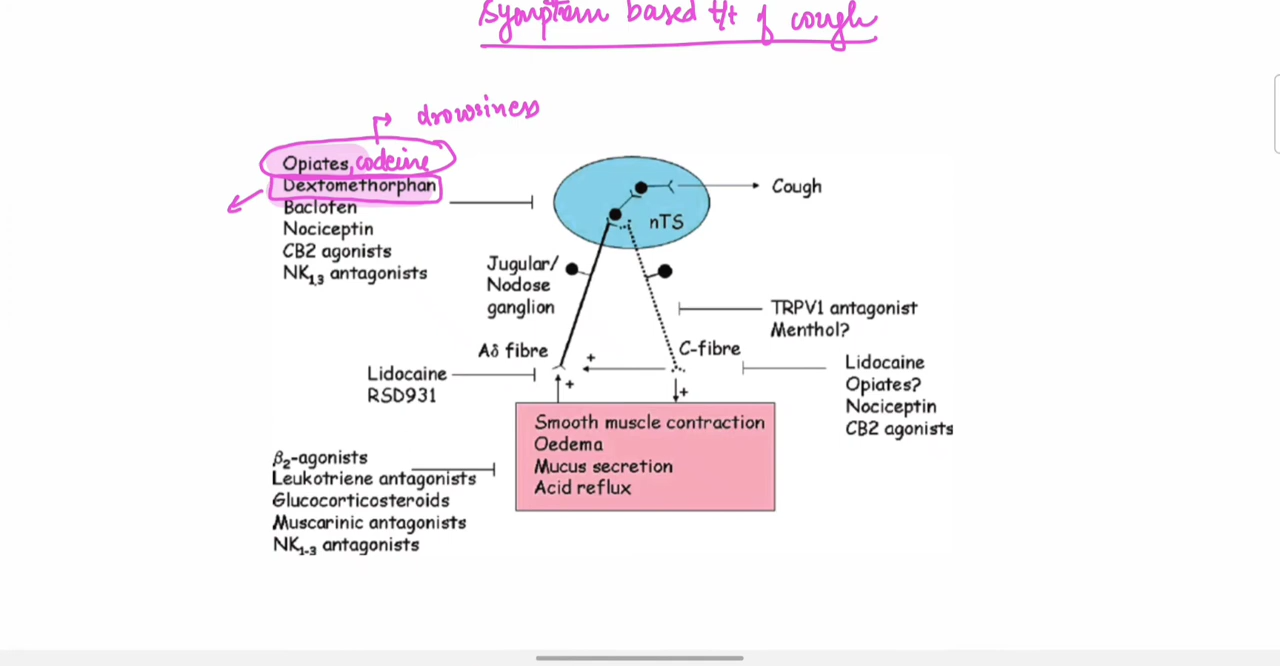 symptom based t/t of cough
drowsiness
Opiates, codeine
Dextomethorphan
Baclofen
Nociceptin
CB2 agonists
NK1,3 antagonists
nTS
Cough
Jugular/
Nodose
ganglion
TRPV1 antagonist
Menthol?
Aδ fibre
+
C-fibre
Lidocaine
RSD931
+
+
Lidocaine
Opiates?
Nociceptin
CB2 agonists
Smooth muscle contraction
Oedema
Mucus secretion
Acid reflux
β2-agonists
Leukotriene antagonists
Glucocorticosteroids
Muscarinic antagonists
NK1-3 antagonists